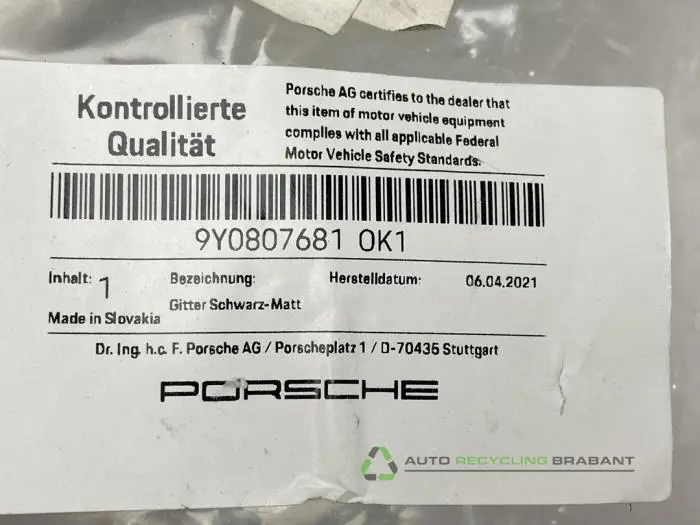 Kontrollierte
Qualität
Porsche AG certifies to the dealer that
this item of motor vehicle equipment
complies with all applicable Federal
Motor Vehicle Safety Standards.
9Y0807681 0K1
Inhalt: 1
Bezeichnung:
Herstelldatum: 06.04.2021
Gitter Schwarz-Matt
Made in Slovakia
Dr. Ing. h.c. F. Porsche AG / Porscheplatz 1 / D-70435 Stuttgart
PORSCHE
AUTO RECYCLING BRABANT